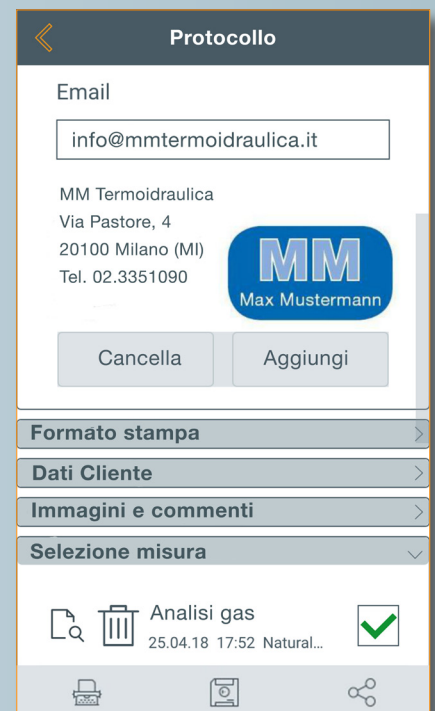 Protocollo
Email
info@mmtermoidraulica.it
MM Termoidraulica
Via Pastore, 4
20100 Milano (MI)
Tel. 02.3351090
MM
Max Mustermann
Cancella
Aggiungi
Formato stampa
Dati Cliente
Immagini e commenti
Selezione misura
Analisi gas
25.04.18 17:52 Natural...